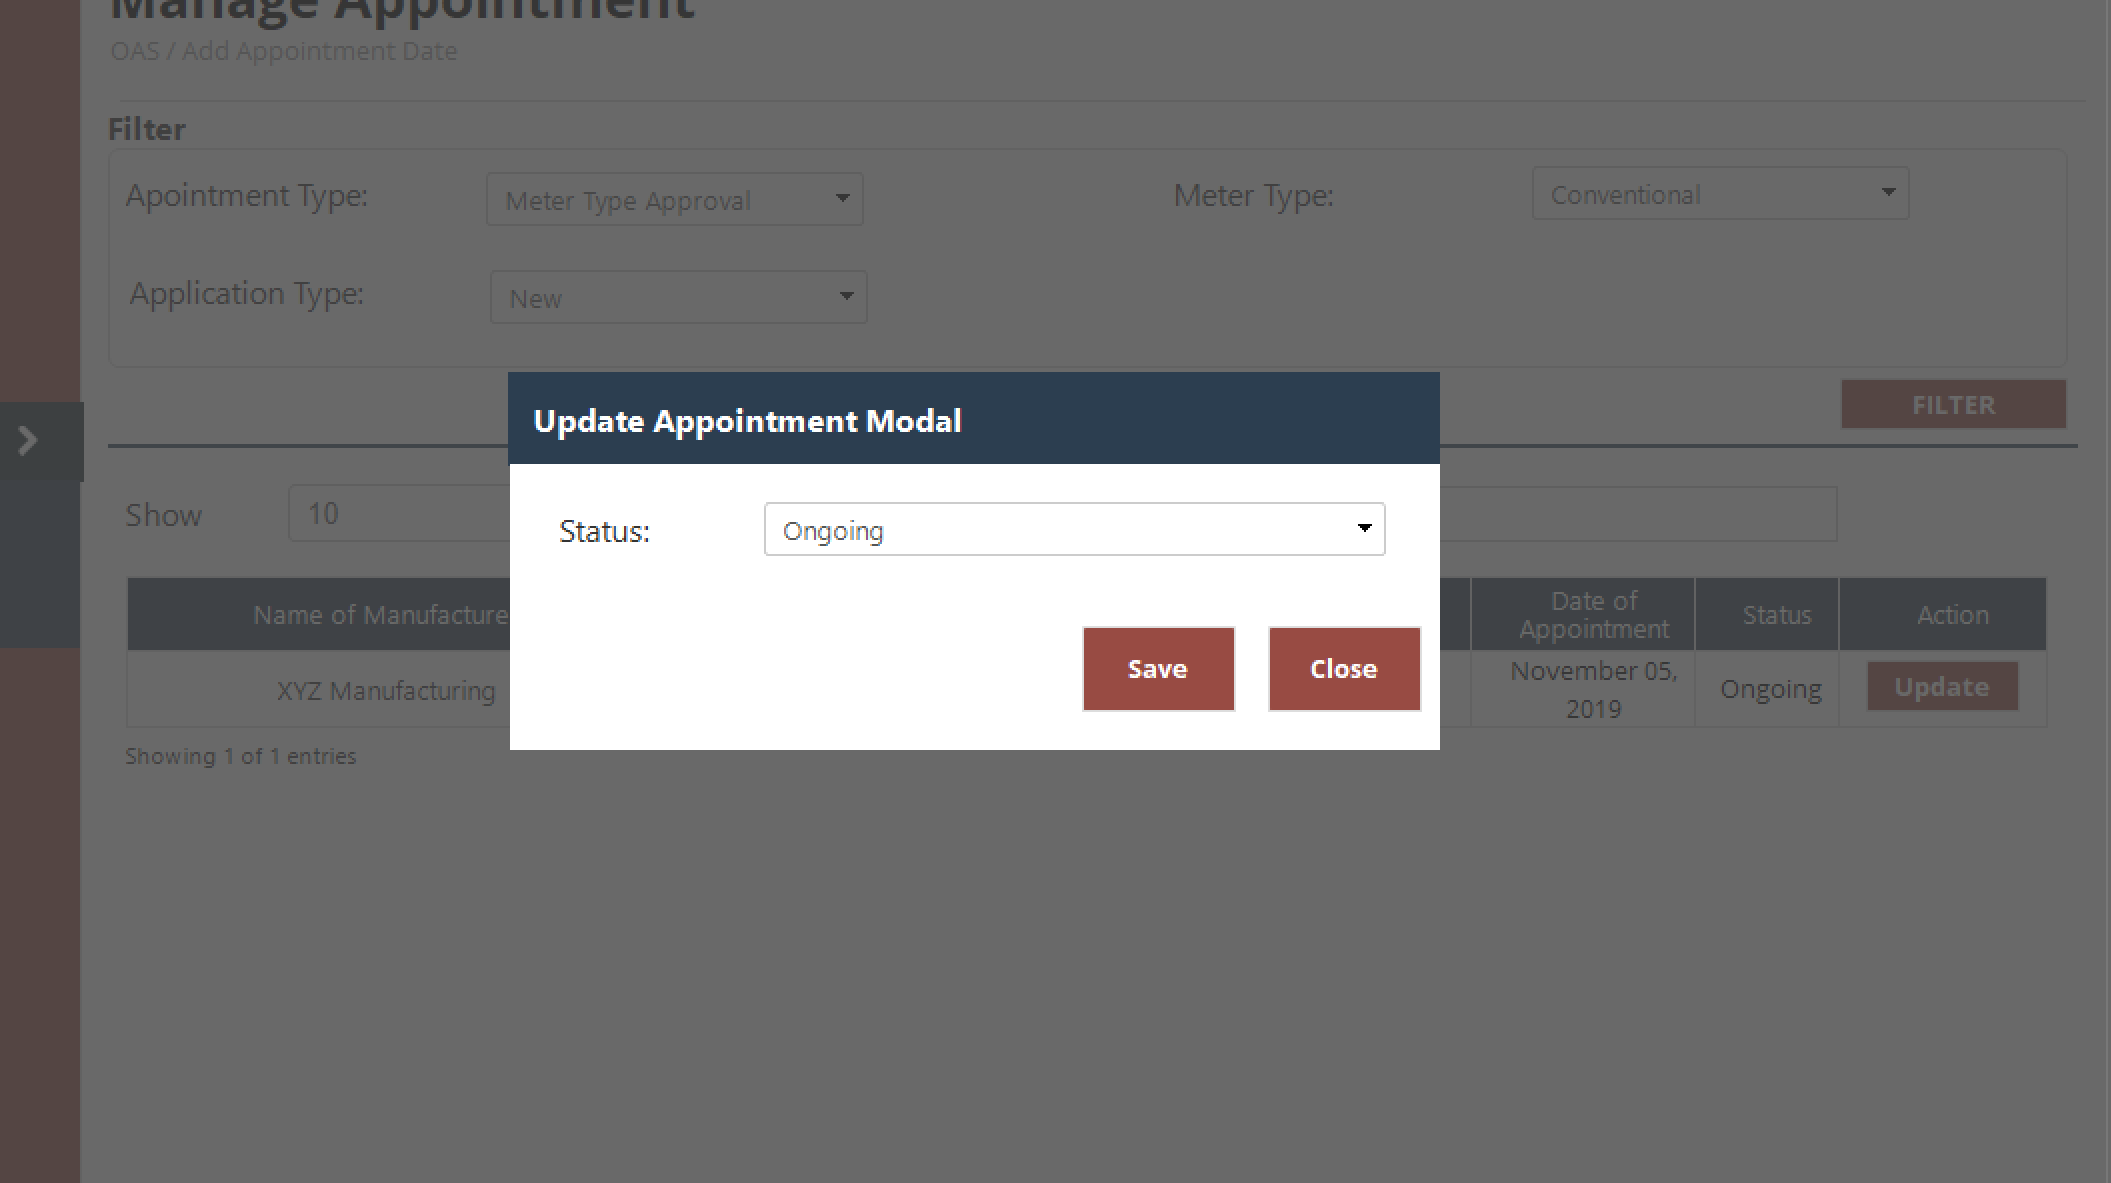 Manage Appointment
OAS / Add Appointment Date
Filter
Apointment Type:
Meter Type Approval
Meter Type:
Conventional
Application Type:
New
FILTER
Update Appointment Modal
Show
10
Status:
Ongoing
Save
Close
Name of Manufacture
Date of
Appointment
Status
Action
XYZ Manufacturing
November 05,
2019
Ongoing
Update
Showing 1 of 1 entries